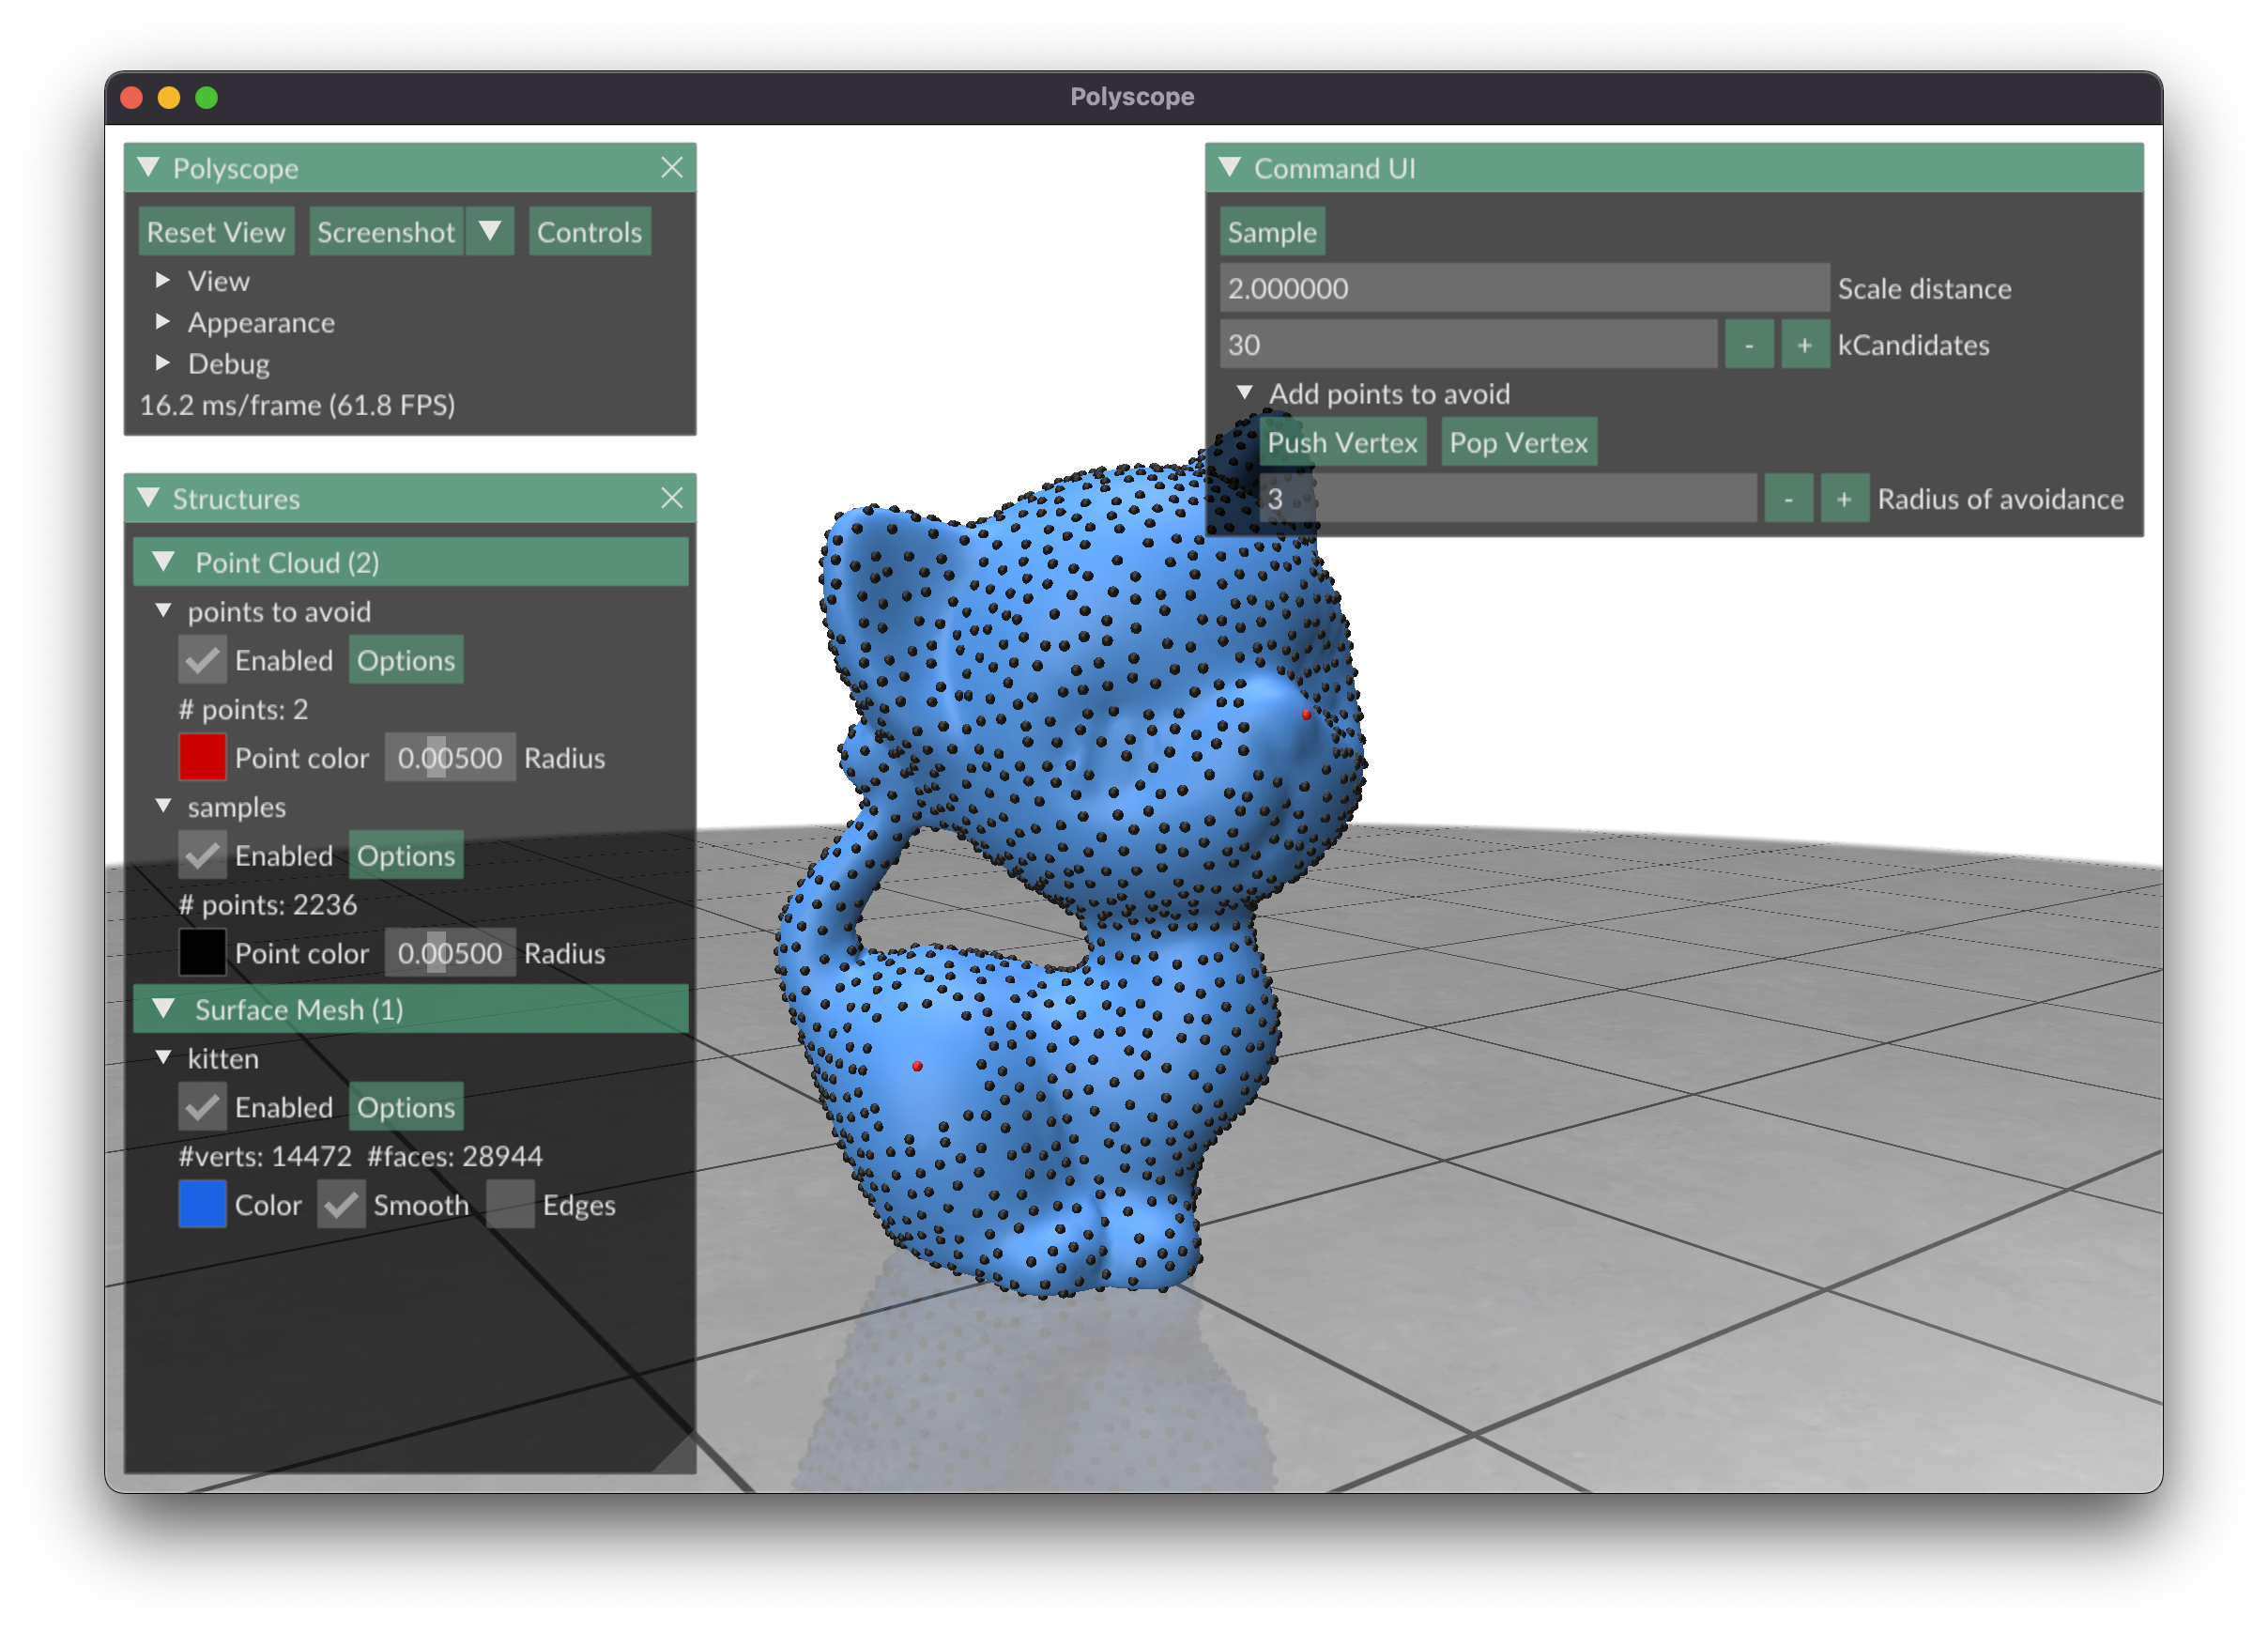 Polyscope
Polyscope
Reset View Screenshot Controls
View
Appearance
Debug
16.2 ms/frame (61.8 FPS)
Structures
Point Cloud (2)
points to avoid
Enabled Options
# points: 2
Point color 0.00500 Radius
samples
Enabled Options
# points: 2236
Point color 0.00500 Radius
Surface Mesh (1)
kitten
Enabled Options
#verts: 14472 #faces: 28944
Color Smooth Edges
Command UI
Sample
2.000000 Scale distance
30 - + kCandidates
Add points to avoid
Push Vertex Pop Vertex
3 - + Radius of avoidance